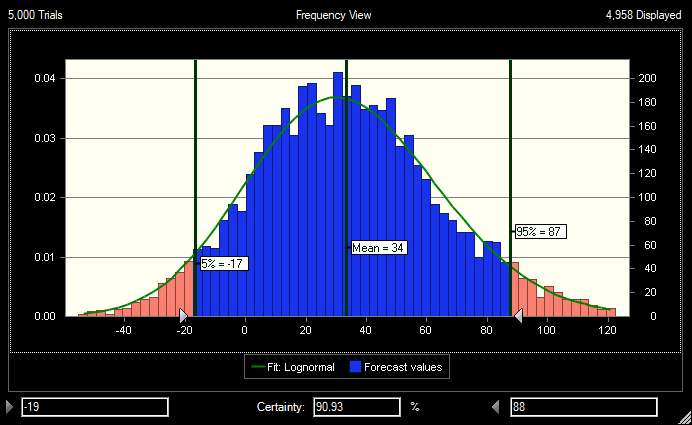 5,000 Trials Frequency View 4,958 Displayed
0.04 200
180
160
0.03 140
120
0.02 100
80
0.01 60
40
20
0.00 0
95% = 87
Mean = 34
5% = -17
-40 -20 0 20 40 60 80 100 120
Fit: Lognormal Forecast values
-19 Certainty: 90.93 % 88